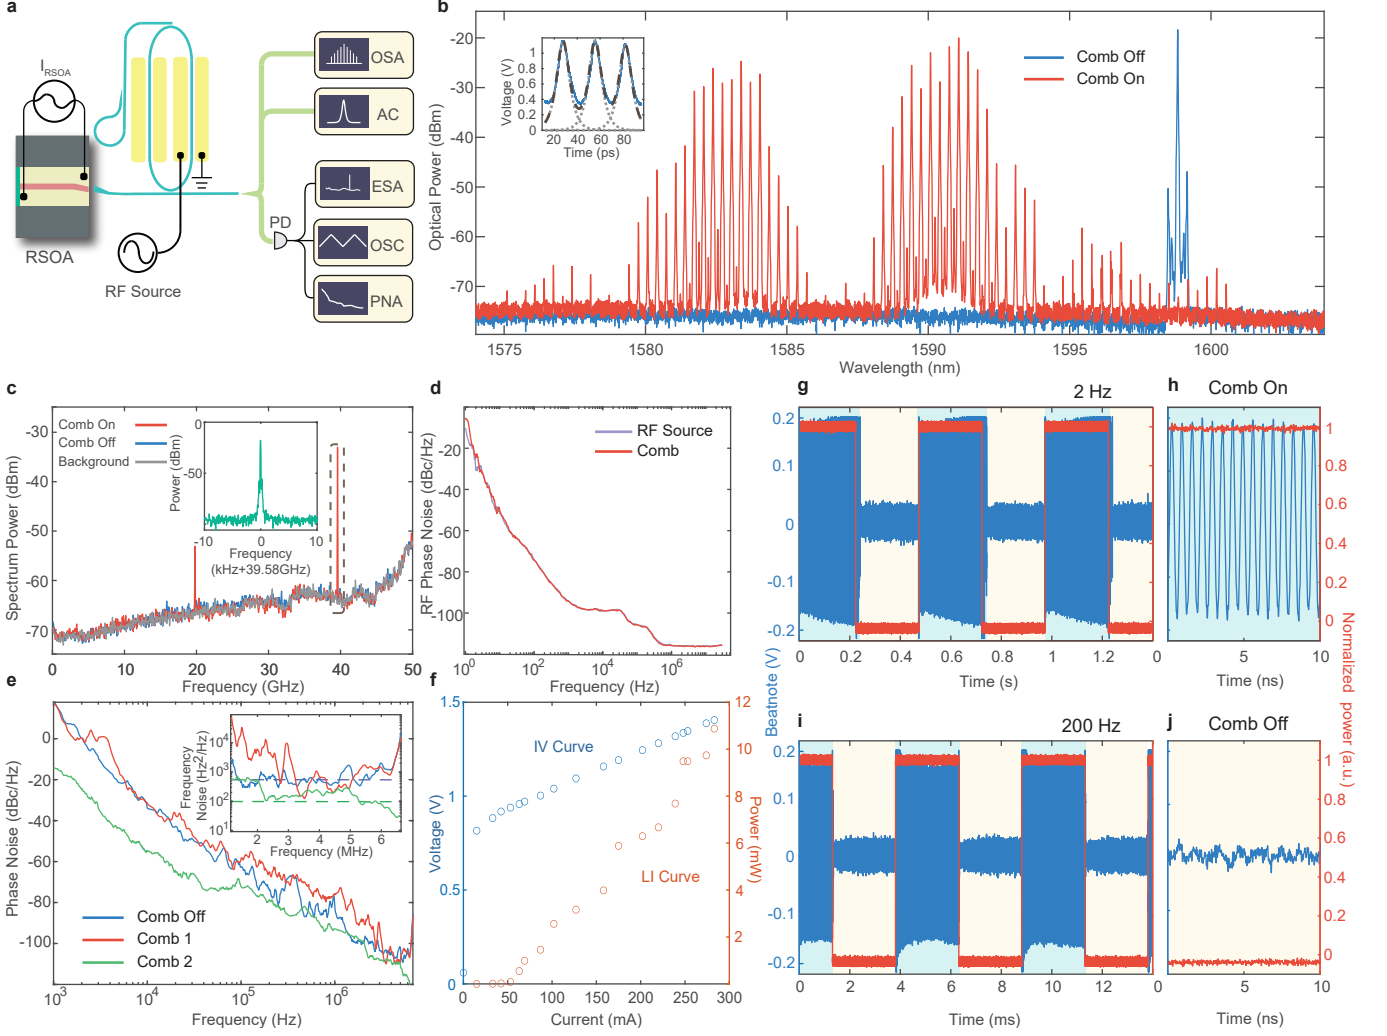 a
I_RSOA
RSOA
RF Source
PD
OSA
AC
ESA
OSC
PNA
b
Optical Power (dBm)
-20
-30
-40
-50
-60
-70
1575
1580
1585
1590
1595
1600
Wavelength (nm)
Comb Off
Comb On
Voltage (V)
1
0.8
0.6
0.4
0.2
0
20 40 60 80
Time (ps)
c
Spectrum Power (dBm)
-30
-40
-50
-60
-70
Comb On
Comb Off
Background
Power (dBm)
0
-50
-10 0 10
Frequency
(kHz+39.58GHz)
0 10 20 30 40 50
Frequency (GHz)
d
RF Phase Noise (dBc/Hz)
0
-20
-40
-60
-80
-100
RF Source
Comb
10^0 10^2 10^4 10^6
Frequency (Hz)
e
Phase Noise (dBc/Hz)
0
-20
-40
-60
-80
-100
Comb Off
Comb 1
Comb 2
Frequency
Noise (Hz^2/Hz)
10^4
10^3
10^2
10
2 3 4 5 6
Frequency (MHz)
10^3 10^4 10^5 10^6
Frequency (Hz)
f
Voltage (V)
1.5
1
0.5
0
IV Curve
LI Curve
12
10
8
6
4
2
Power (mW)
0 50 100 150 200 250 300
Current (mA)
g
2 Hz
0.2
0.1
0
-0.1
-0.2
0 0.2 0.4 0.6 0.8 1 1.2
Time (s)
Beatnote (V)
h
Comb On
1
0.8
0.6
0.4
0.2
0
0 5 10
Time (ns)
Normalized power (a.u.)
i
200 Hz
0.2
0.1
0
-0.1
-0.2
0 2 4 6 8 10 12
Time (ms)
j
Comb Off
1
0.8
0.6
0.4
0.2
0
0 5 10
Time (ns)